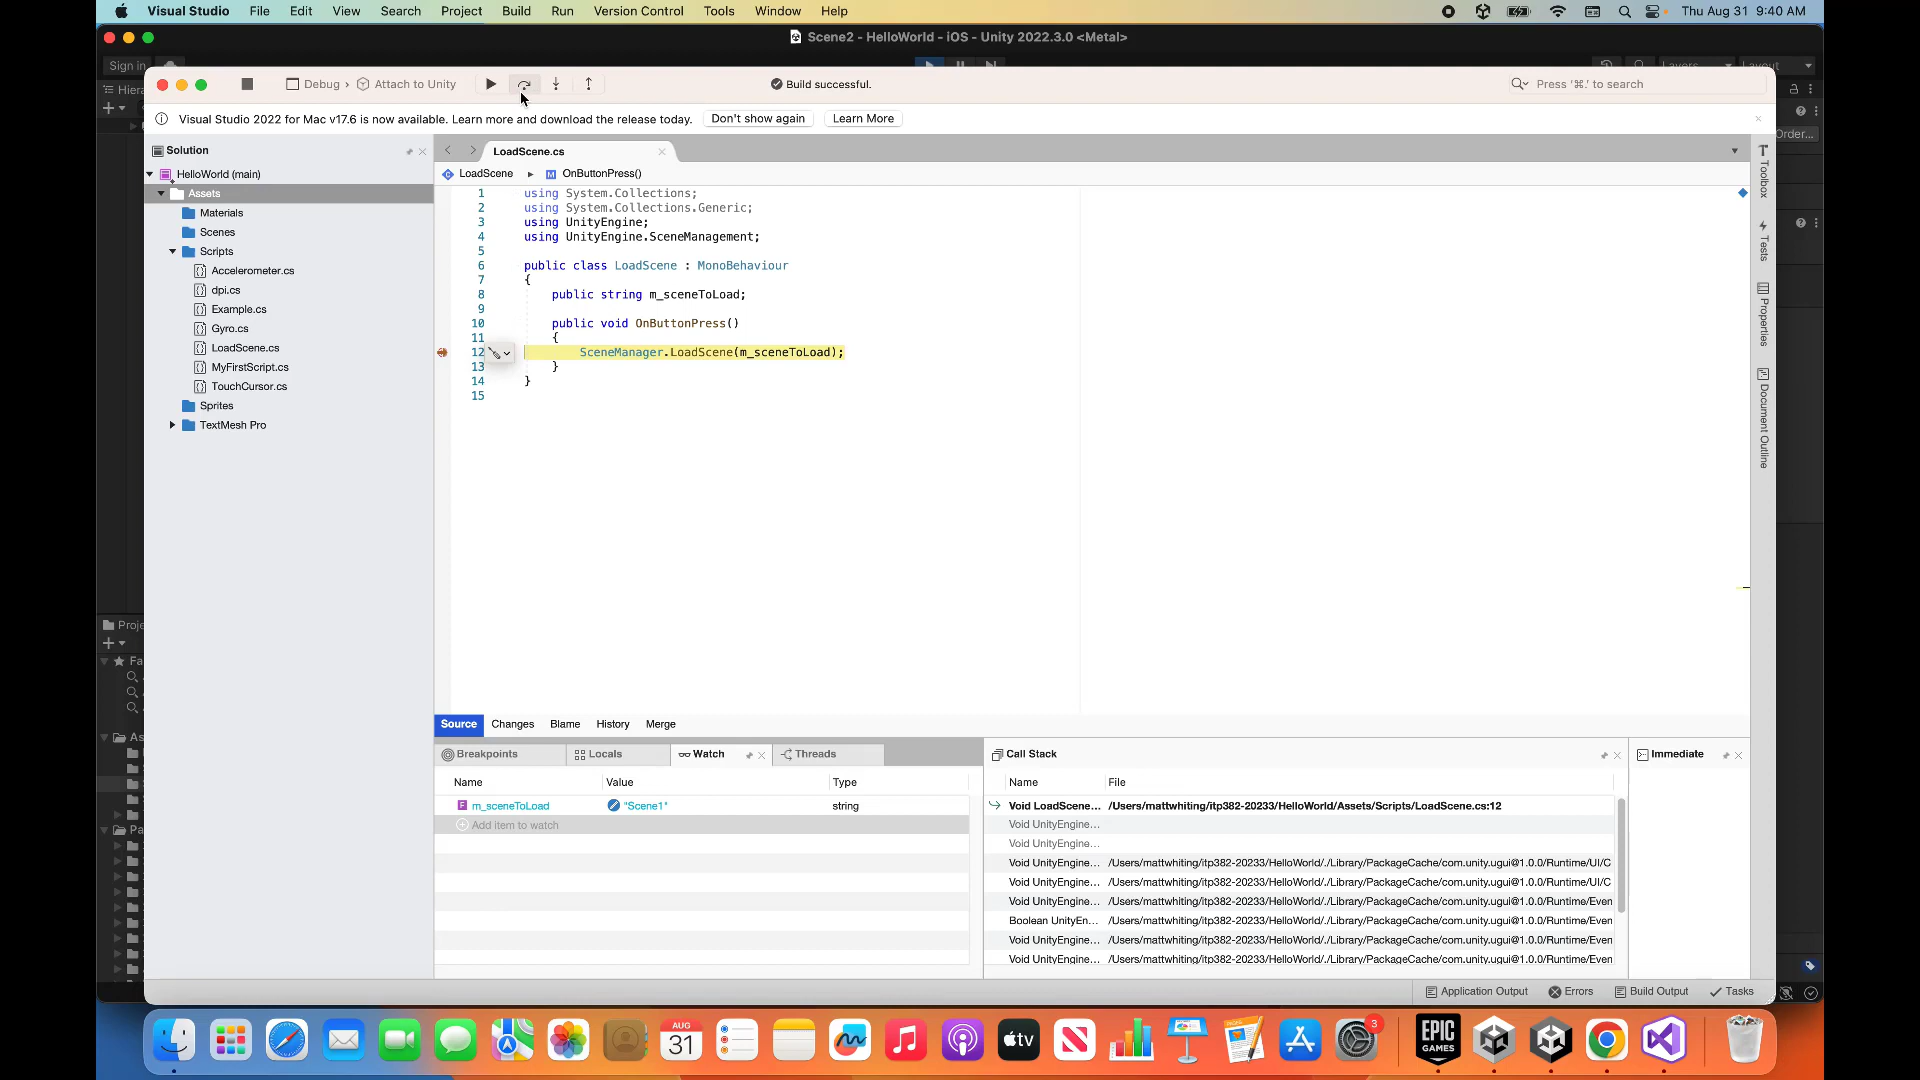 Visual Studio File Edit View Search Project Build Run Version Control Tools Window Help Thu Aug 31 9:40 AM
Scene2 - HelloWorld - iOS - Unity 2022.3.0 <Metal>
Sign in Layers Layout
Debug › Attach to Unity Build successful. Press '⌘.' to search
Hiera
Visual Studio 2022 for Mac v17.6 is now available. Learn more and download the release today. Don't show again Learn More
Order...
Solution
LoadScene.cs
HelloWorld (main)
LoadScene ▸ OnButtonPress()
Assets
Materials
Scenes
Scripts
Accelerometer.cs
dpi.cs
Example.cs
Gyro.cs
LoadScene.cs
MyFirstScript.cs
TouchCursor.cs
Sprites
TextMesh Pro
1 using System.Collections;
2 using System.Collections.Generic;
3 using UnityEngine;
4 using UnityEngine.SceneManagement;
5
6 public class LoadScene : MonoBehaviour
7 {
8 public string m_sceneToLoad;
9
10 public void OnButtonPress()
11 {
12 SceneManager.LoadScene(m_sceneToLoad);
13 }
14 }
15
Toolbox
Tests
Properties
Document Outline
Proje
Fa
As
Pa
Source Changes Blame History Merge
Breakpoints Locals Watch Threads
Name Value Type
m_sceneToLoad "Scene1" string
Add item to watch
Call Stack
Name File
Void LoadScene... /Users/mattwhiting/itp382-20233/HelloWorld/Assets/Scripts/LoadScene.cs:12
Void UnityEngine...
Void UnityEngine...
Void UnityEngine... /Users/mattwhiting/itp382-20233/HelloWorld/./Library/PackageCache/com.unity.ugui@1.0.0/Runtime/UI/C
Void UnityEngine... /Users/mattwhiting/itp382-20233/HelloWorld/./Library/PackageCache/com.unity.ugui@1.0.0/Runtime/UI/C
Void UnityEngine... /Users/mattwhiting/itp382-20233/HelloWorld/./Library/PackageCache/com.unity.ugui@1.0.0/Runtime/Even
Boolean UnityEn... /Users/mattwhiting/itp382-20233/HelloWorld/./Library/PackageCache/com.unity.ugui@1.0.0/Runtime/Even
Void UnityEngine... /Users/mattwhiting/itp382-20233/HelloWorld/./Library/PackageCache/com.unity.ugui@1.0.0/Runtime/Even
Void UnityEngine... /Users/mattwhiting/itp382-20233/HelloWorld/./Library/PackageCache/com.unity.ugui@1.0.0/Runtime/Even
Immediate
Application Output Errors Build Output Tasks
AUG
31
tv
3
EPIC
GAMES